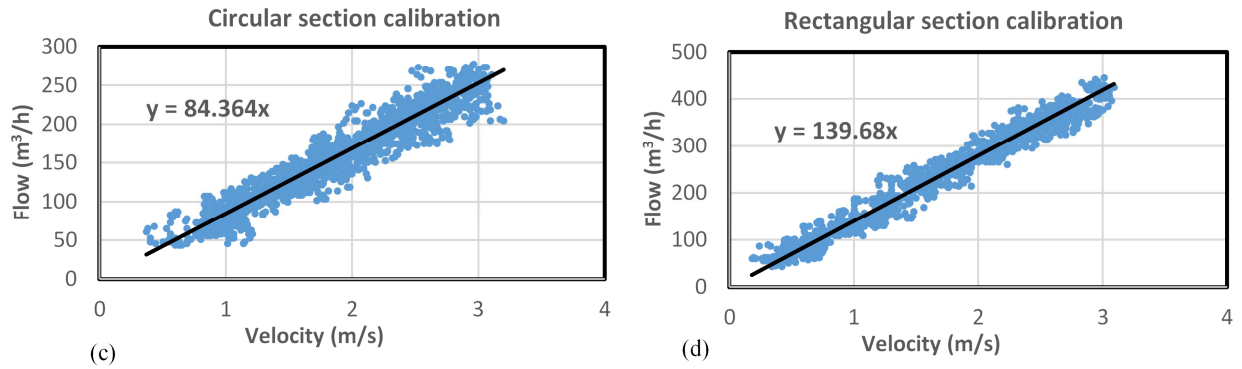 Circular section calibration
300
250
200
150
100
50
0
Flow (m³/h)
y = 84.364x
0 1 2 3 4
Velocity (m/s)
(c)
Rectangular section calibration
500
400
300
200
100
0
Flow (m³/h)
y = 139.68x
0 1 2 3 4
Velocity (m/s)
(d)